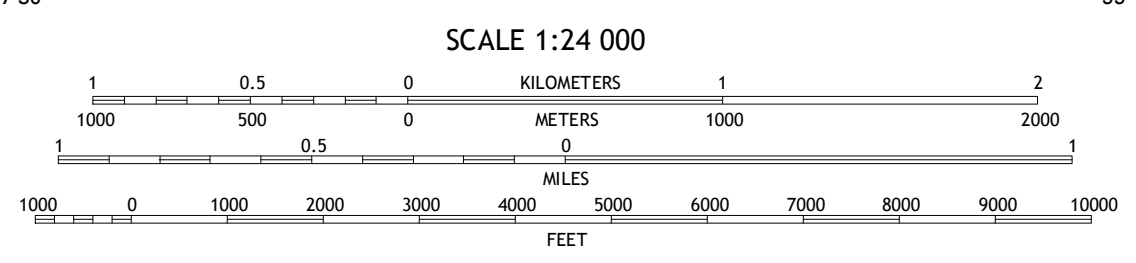 SCALE 1:24 000
1 0.5 0 KILOMETERS 1 2
1000 500 0 METERS 1000 2000
1 0.5 0 1
MILES
1000 0 1000 2000 3000 4000 5000 6000 7000 8000 9000 10000
FEET